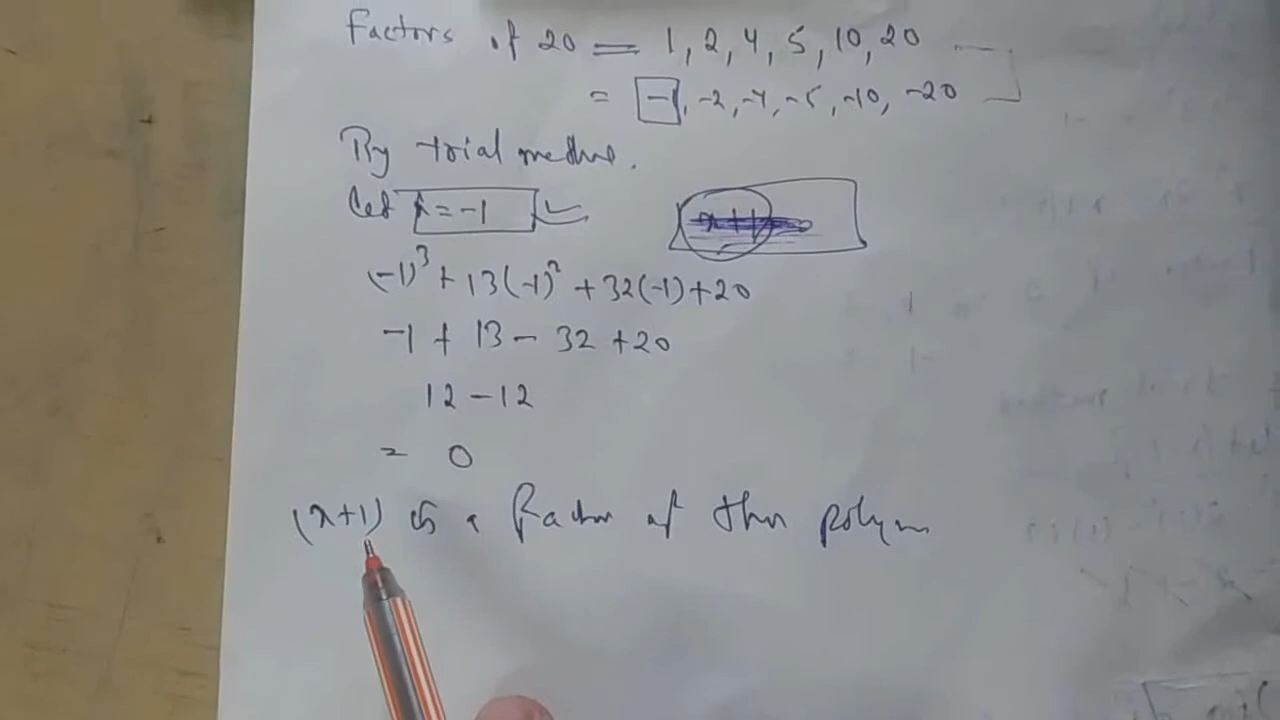 Factors of 20 = 1, 2, 4, 5, 10, 20
= -1, -2, -4, -5, -10, -20
By trial method.
Let x = -1
(-1)³ + 13(-1)² + 32(-1) + 20
-1 + 13 - 32 + 20
12 - 12
= 0
(x+1) is a factor of this polym